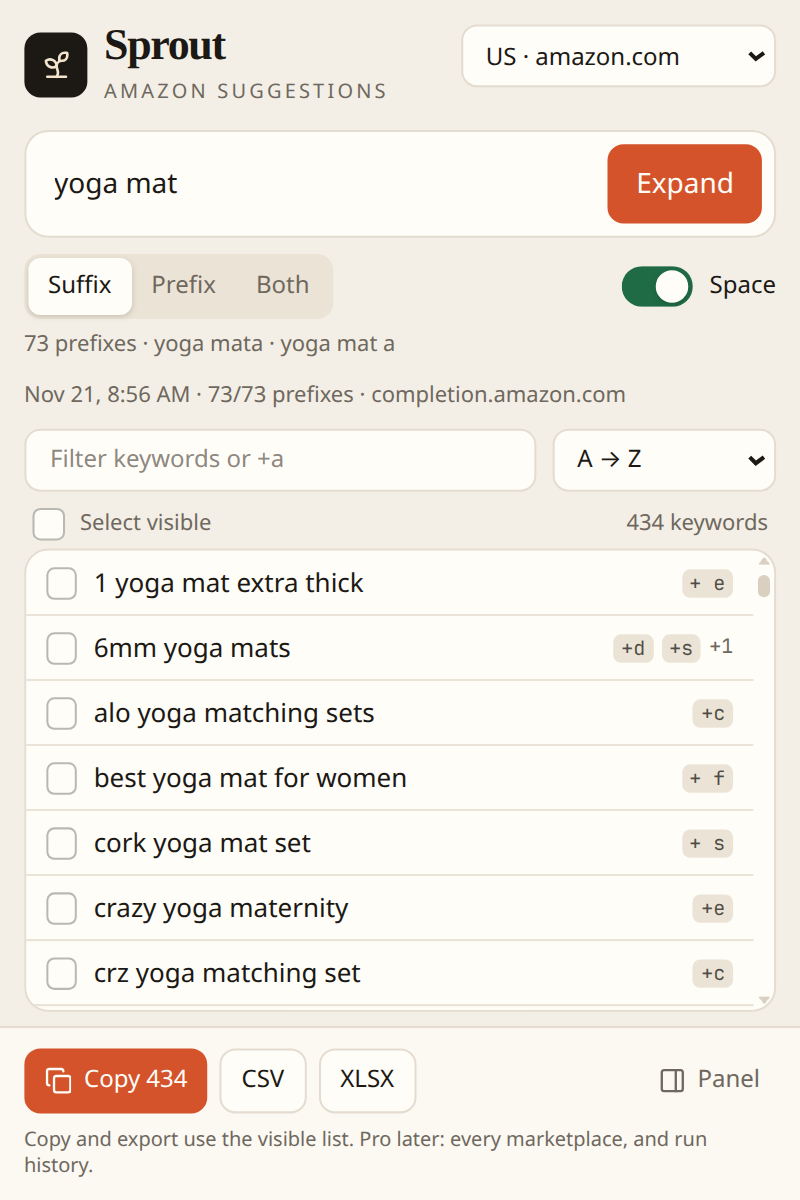 Sprout
AMAZON SUGGESTIONS
US · amazon.com
yoga mat
Expand
Suffix Prefix Both
Space
73 prefixes · yoga mata · yoga mat a
Nov 21, 8:56 AM · 73/73 prefixes · completion.amazon.com
Filter keywords or +a
A → Z
Select visible
434 keywords
1 yoga mat extra thick + e
6mm yoga mats +d +s +1
alo yoga matching sets +c
best yoga mat for women + f
cork yoga mat set + s
crazy yoga maternity +e
crz yoga matching set +c
Copy 434 CSV XLSX Panel
Copy and export use the visible list. Pro later: every marketplace, and run
history.